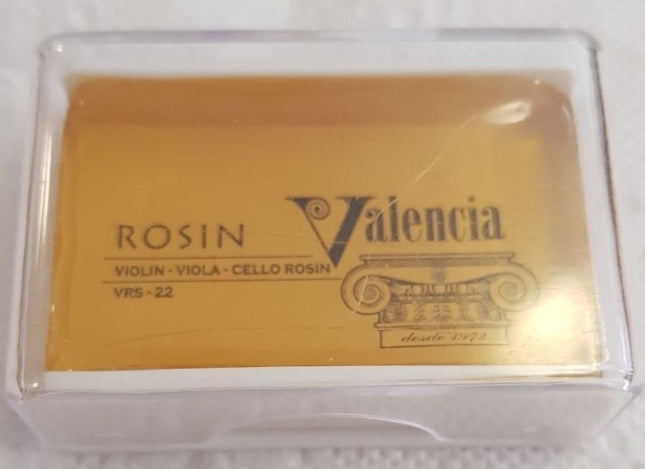 Valencia
ROSIN
VIOLIN - VIOLA - CELLO ROSIN
VRS - 22
desde 1972